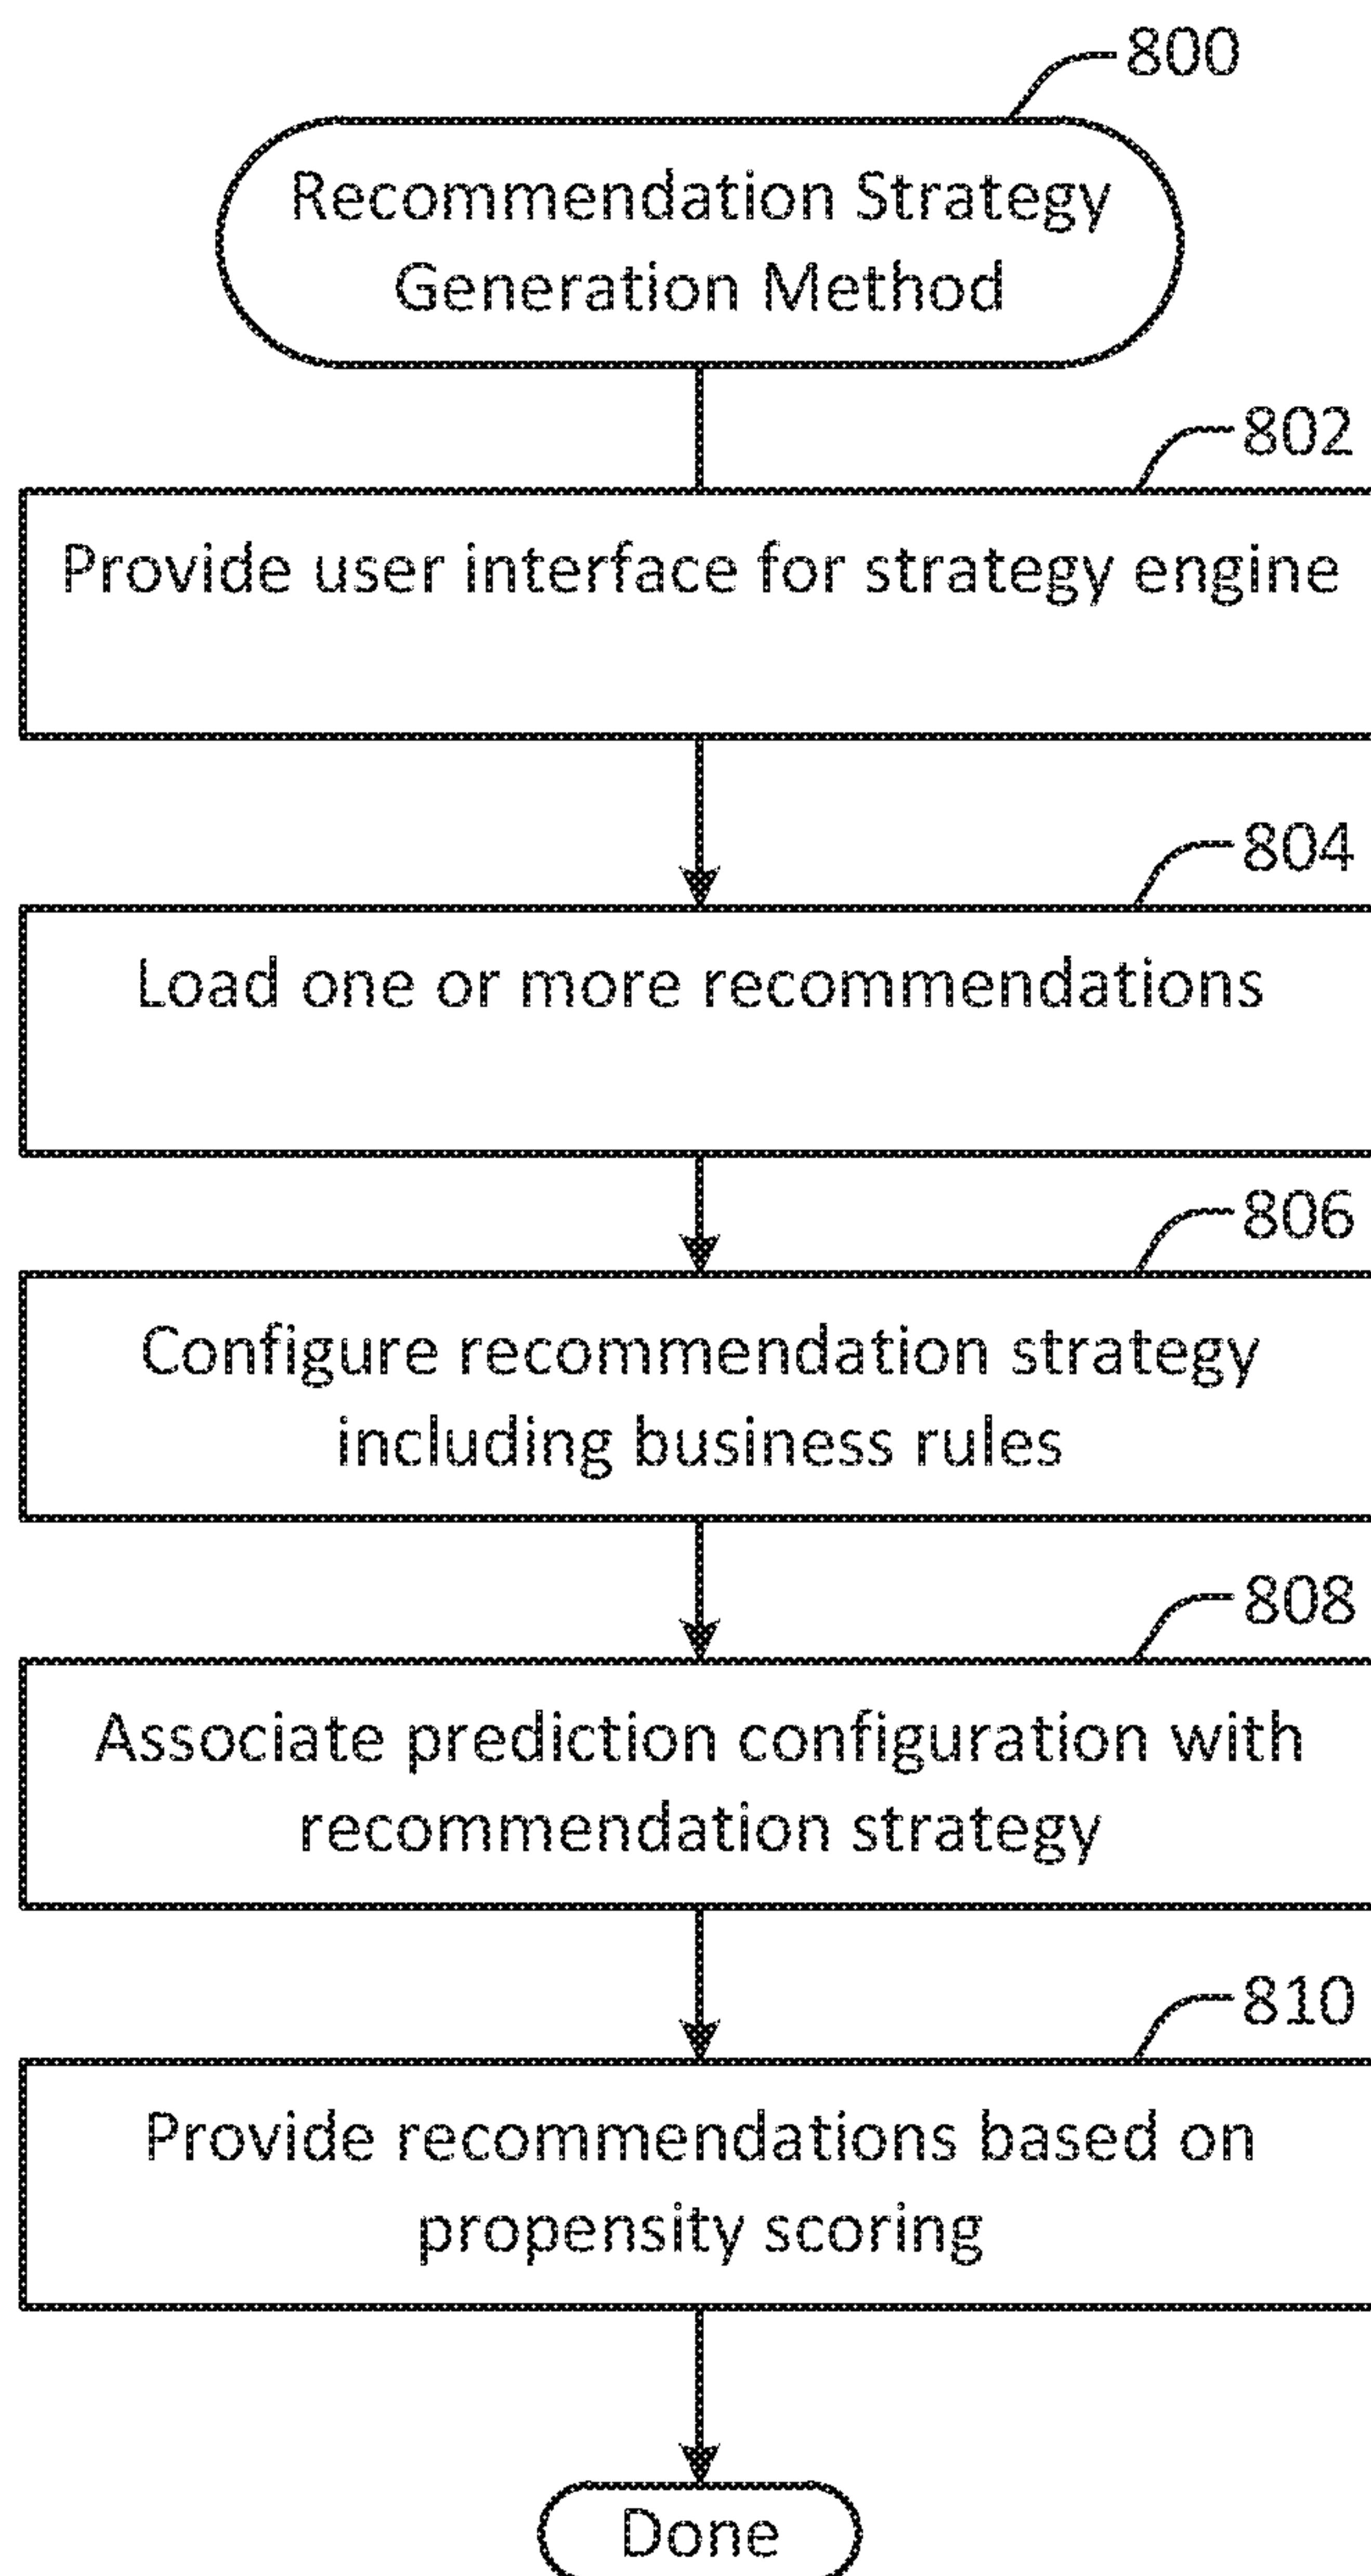 800
Recommendation Strategy
Generation Method
802
Provide user interface for strategy engine
804
Load one or more recommendations
806
Configure recommendation strategy
including business rules
808
Associate prediction configuration with
recommendation strategy
810
Provide recommendations based on
propensity scoring
Done